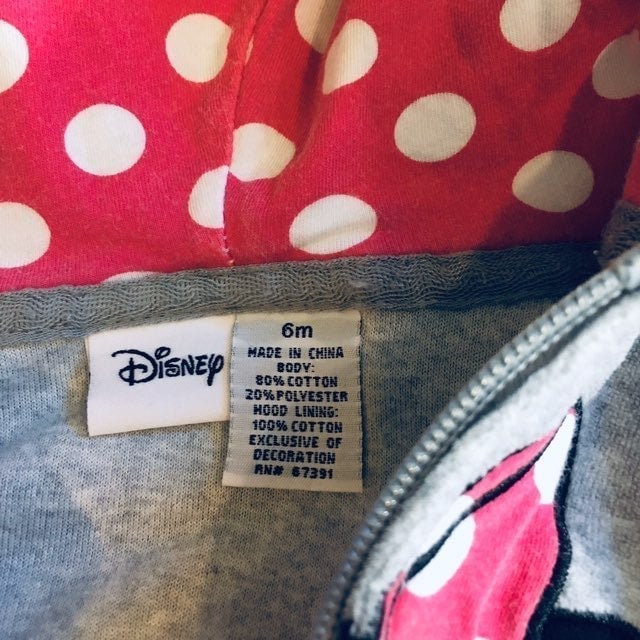 Disney
6m
MADE IN CHINA
BODY:
80% COTTON
20% POLYESTER
HOOD LINING:
100% COTTON
EXCLUSIVE OF
DECORATION
RN# 67391